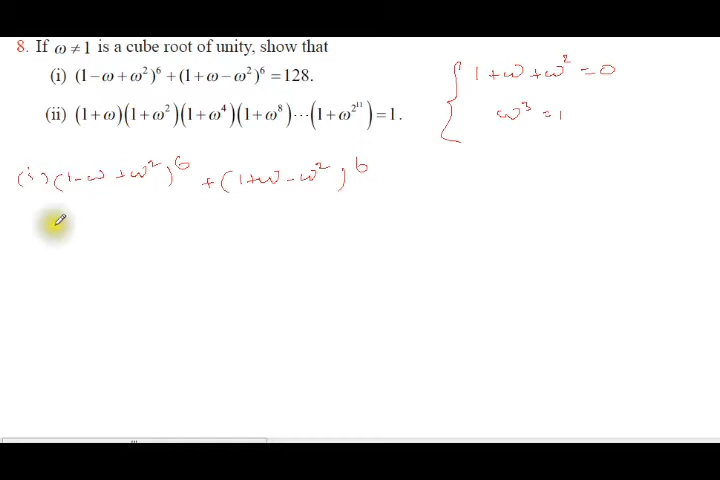 8. If ω ≠ 1 is a cube root of unity, show that
(i) (1 − ω + ω²)⁶ + (1 + ω − ω²)⁶ = 128.
(ii) (1 + ω)(1 + ω²)(1 + ω⁴)(1 + ω⁸)⋯(1 + ω^{2^{11}}) = 1.
1 + ω + ω² = 0
ω³ = 1
(i) (1 − ω + ω²)⁶ + (1 + ω − ω²)⁶